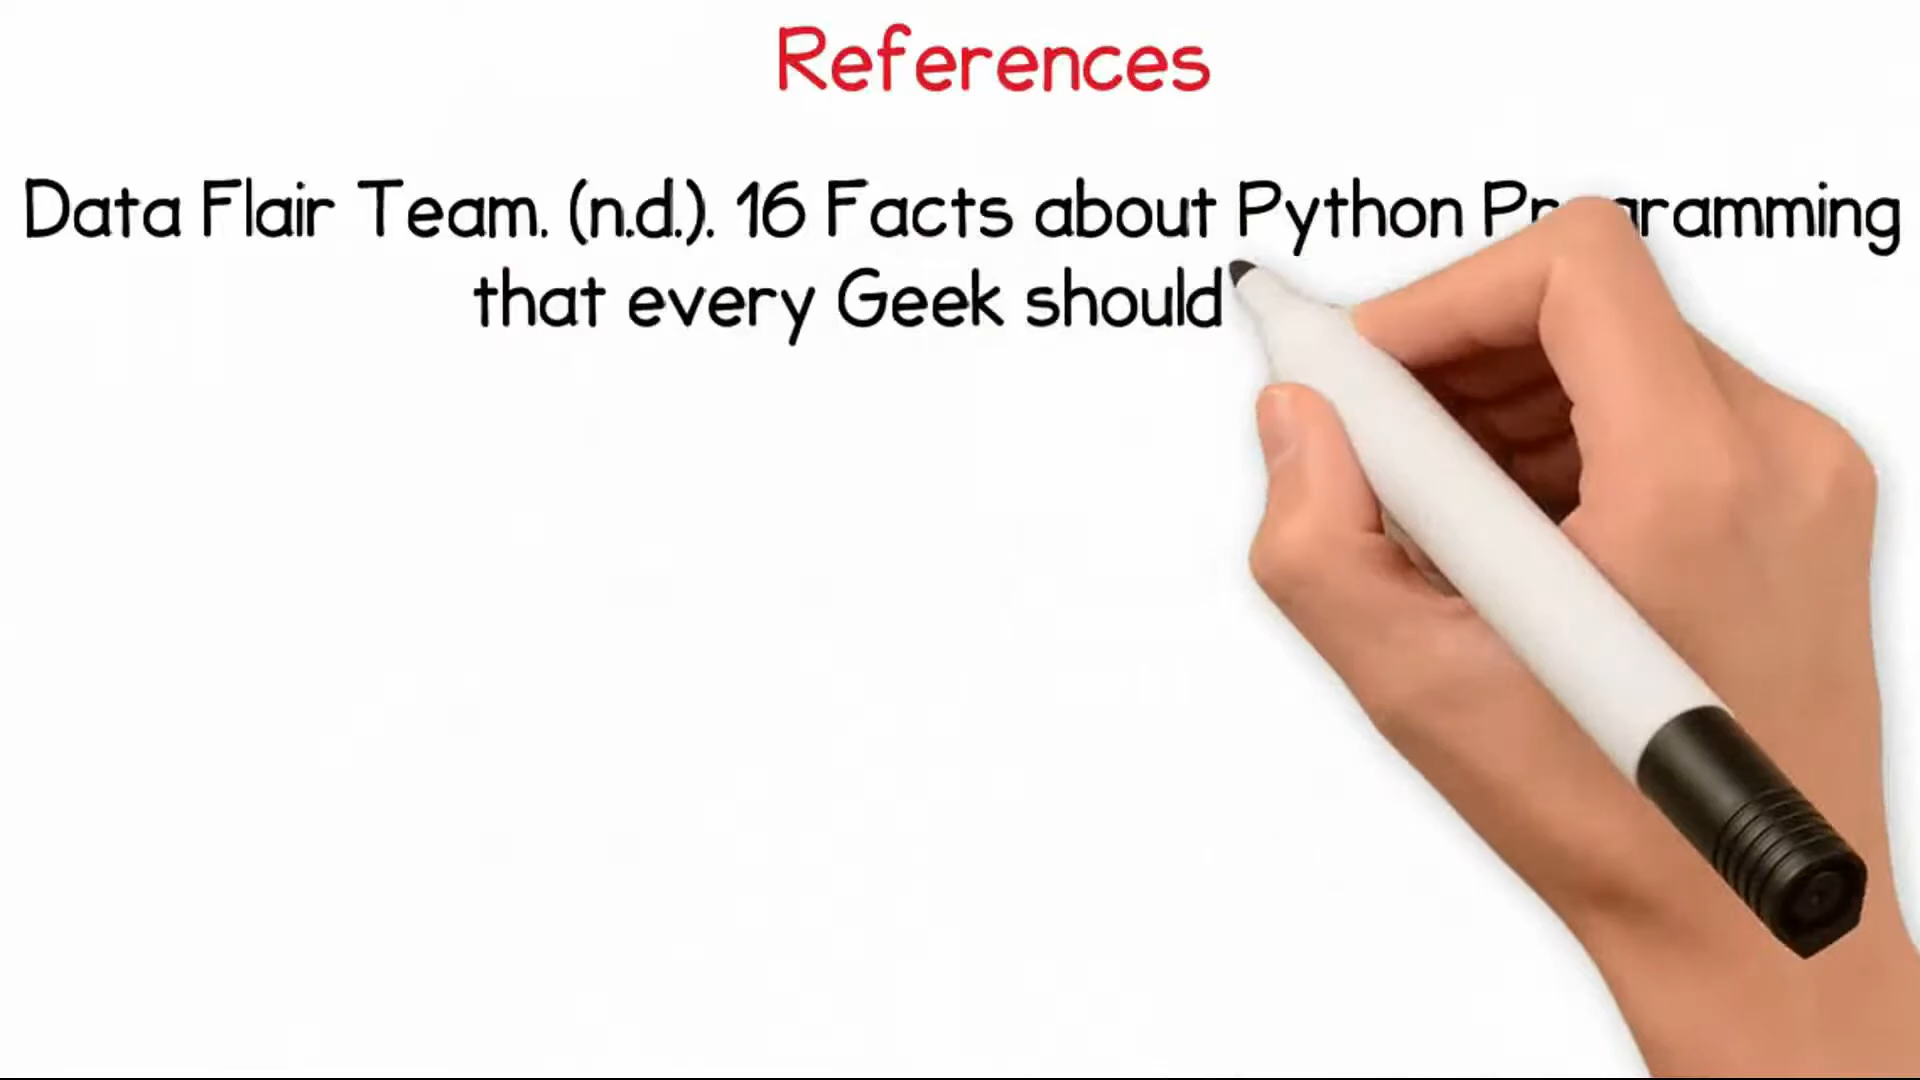 References
Data Flair Team. (n.d.). 16 Facts about Python Programming
that every Geek should